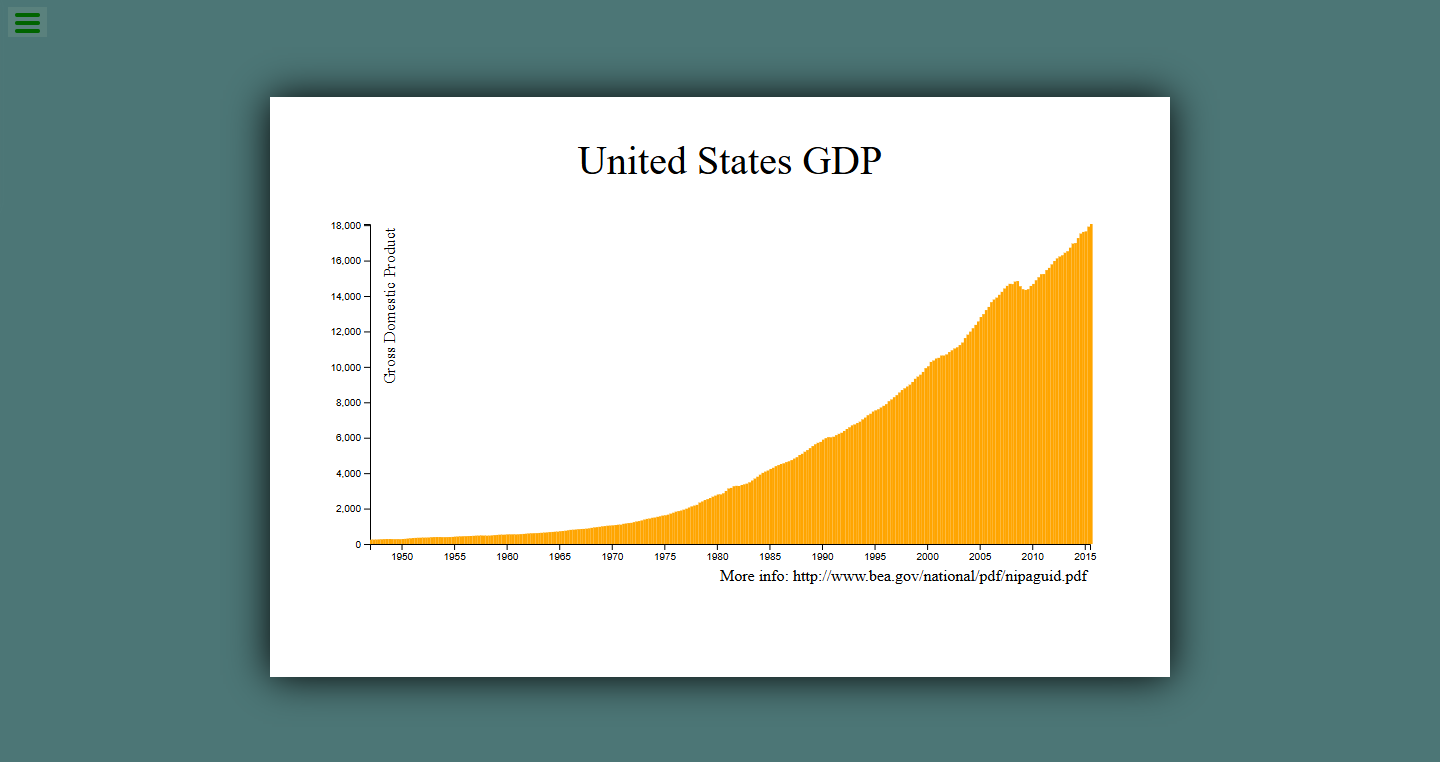 United States GDP
18,000
16,000
14,000
12,000
10,000
8,000
6,000
4,000
2,000
0
Gross Domestic Product
1950 1955 1960 1965 1970 1975 1980 1985 1990 1995 2000 2005 2010 2015
More info: http://www.bea.gov/national/pdf/nipaguid.pdf